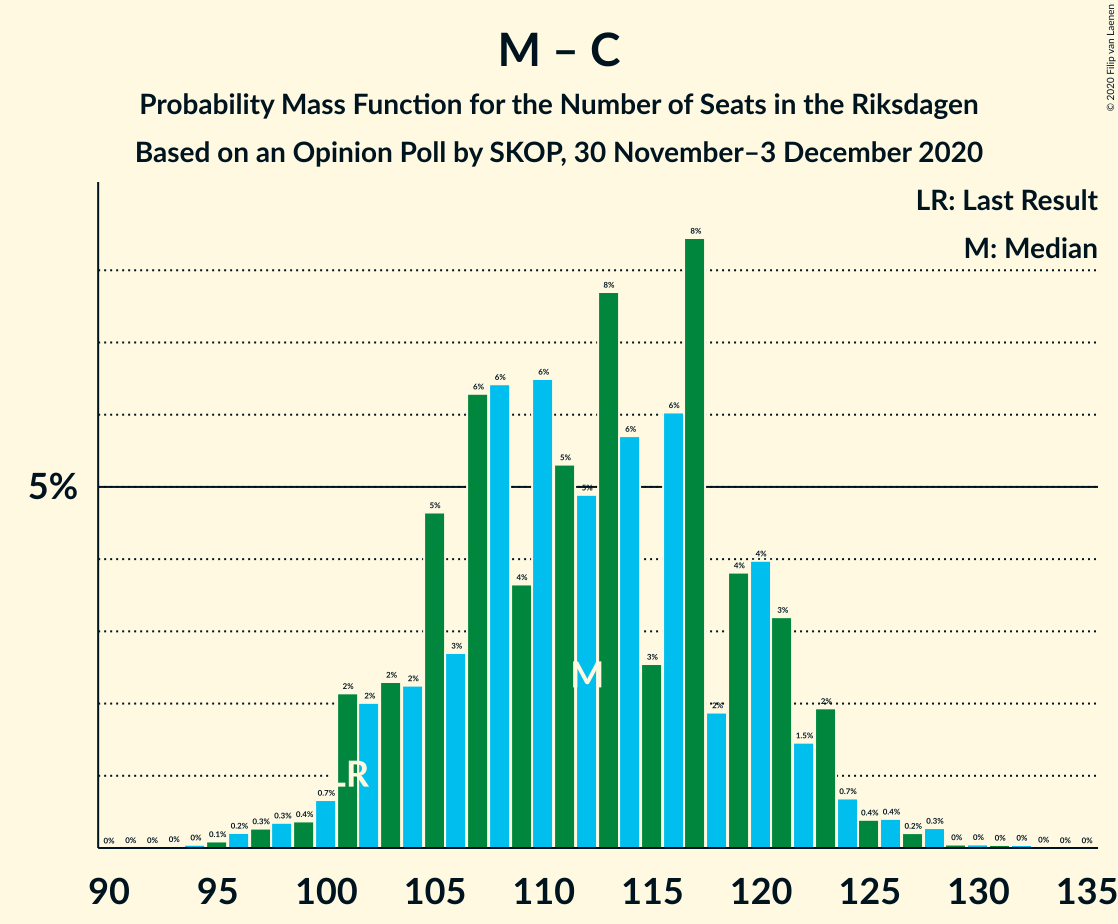 M – C
Probability Mass Function for the Number of Seats in the Riksdagen
Based on an Opinion Poll by SKOP, 30 November–3 December 2020
© 2020 Filip van Laenen
LR: Last Result
M: Median
5%
0% 0% 0% 0% 0% 0.1% 0.2% 0.3% 0.3% 0.4% 0.7% 2% 2% 2% 2% 5% 3% 6% 6% 4% 6% 5% 5% 8% 6% 3% 6% 8% 2% 4% 4% 3% 1.5% 2% 0.7% 0.4% 0.4% 0.2% 0.3% 0% 0% 0% 0% 0% 0% 0%
LR
M
90 95 100 105 110 115 120 125 130 135